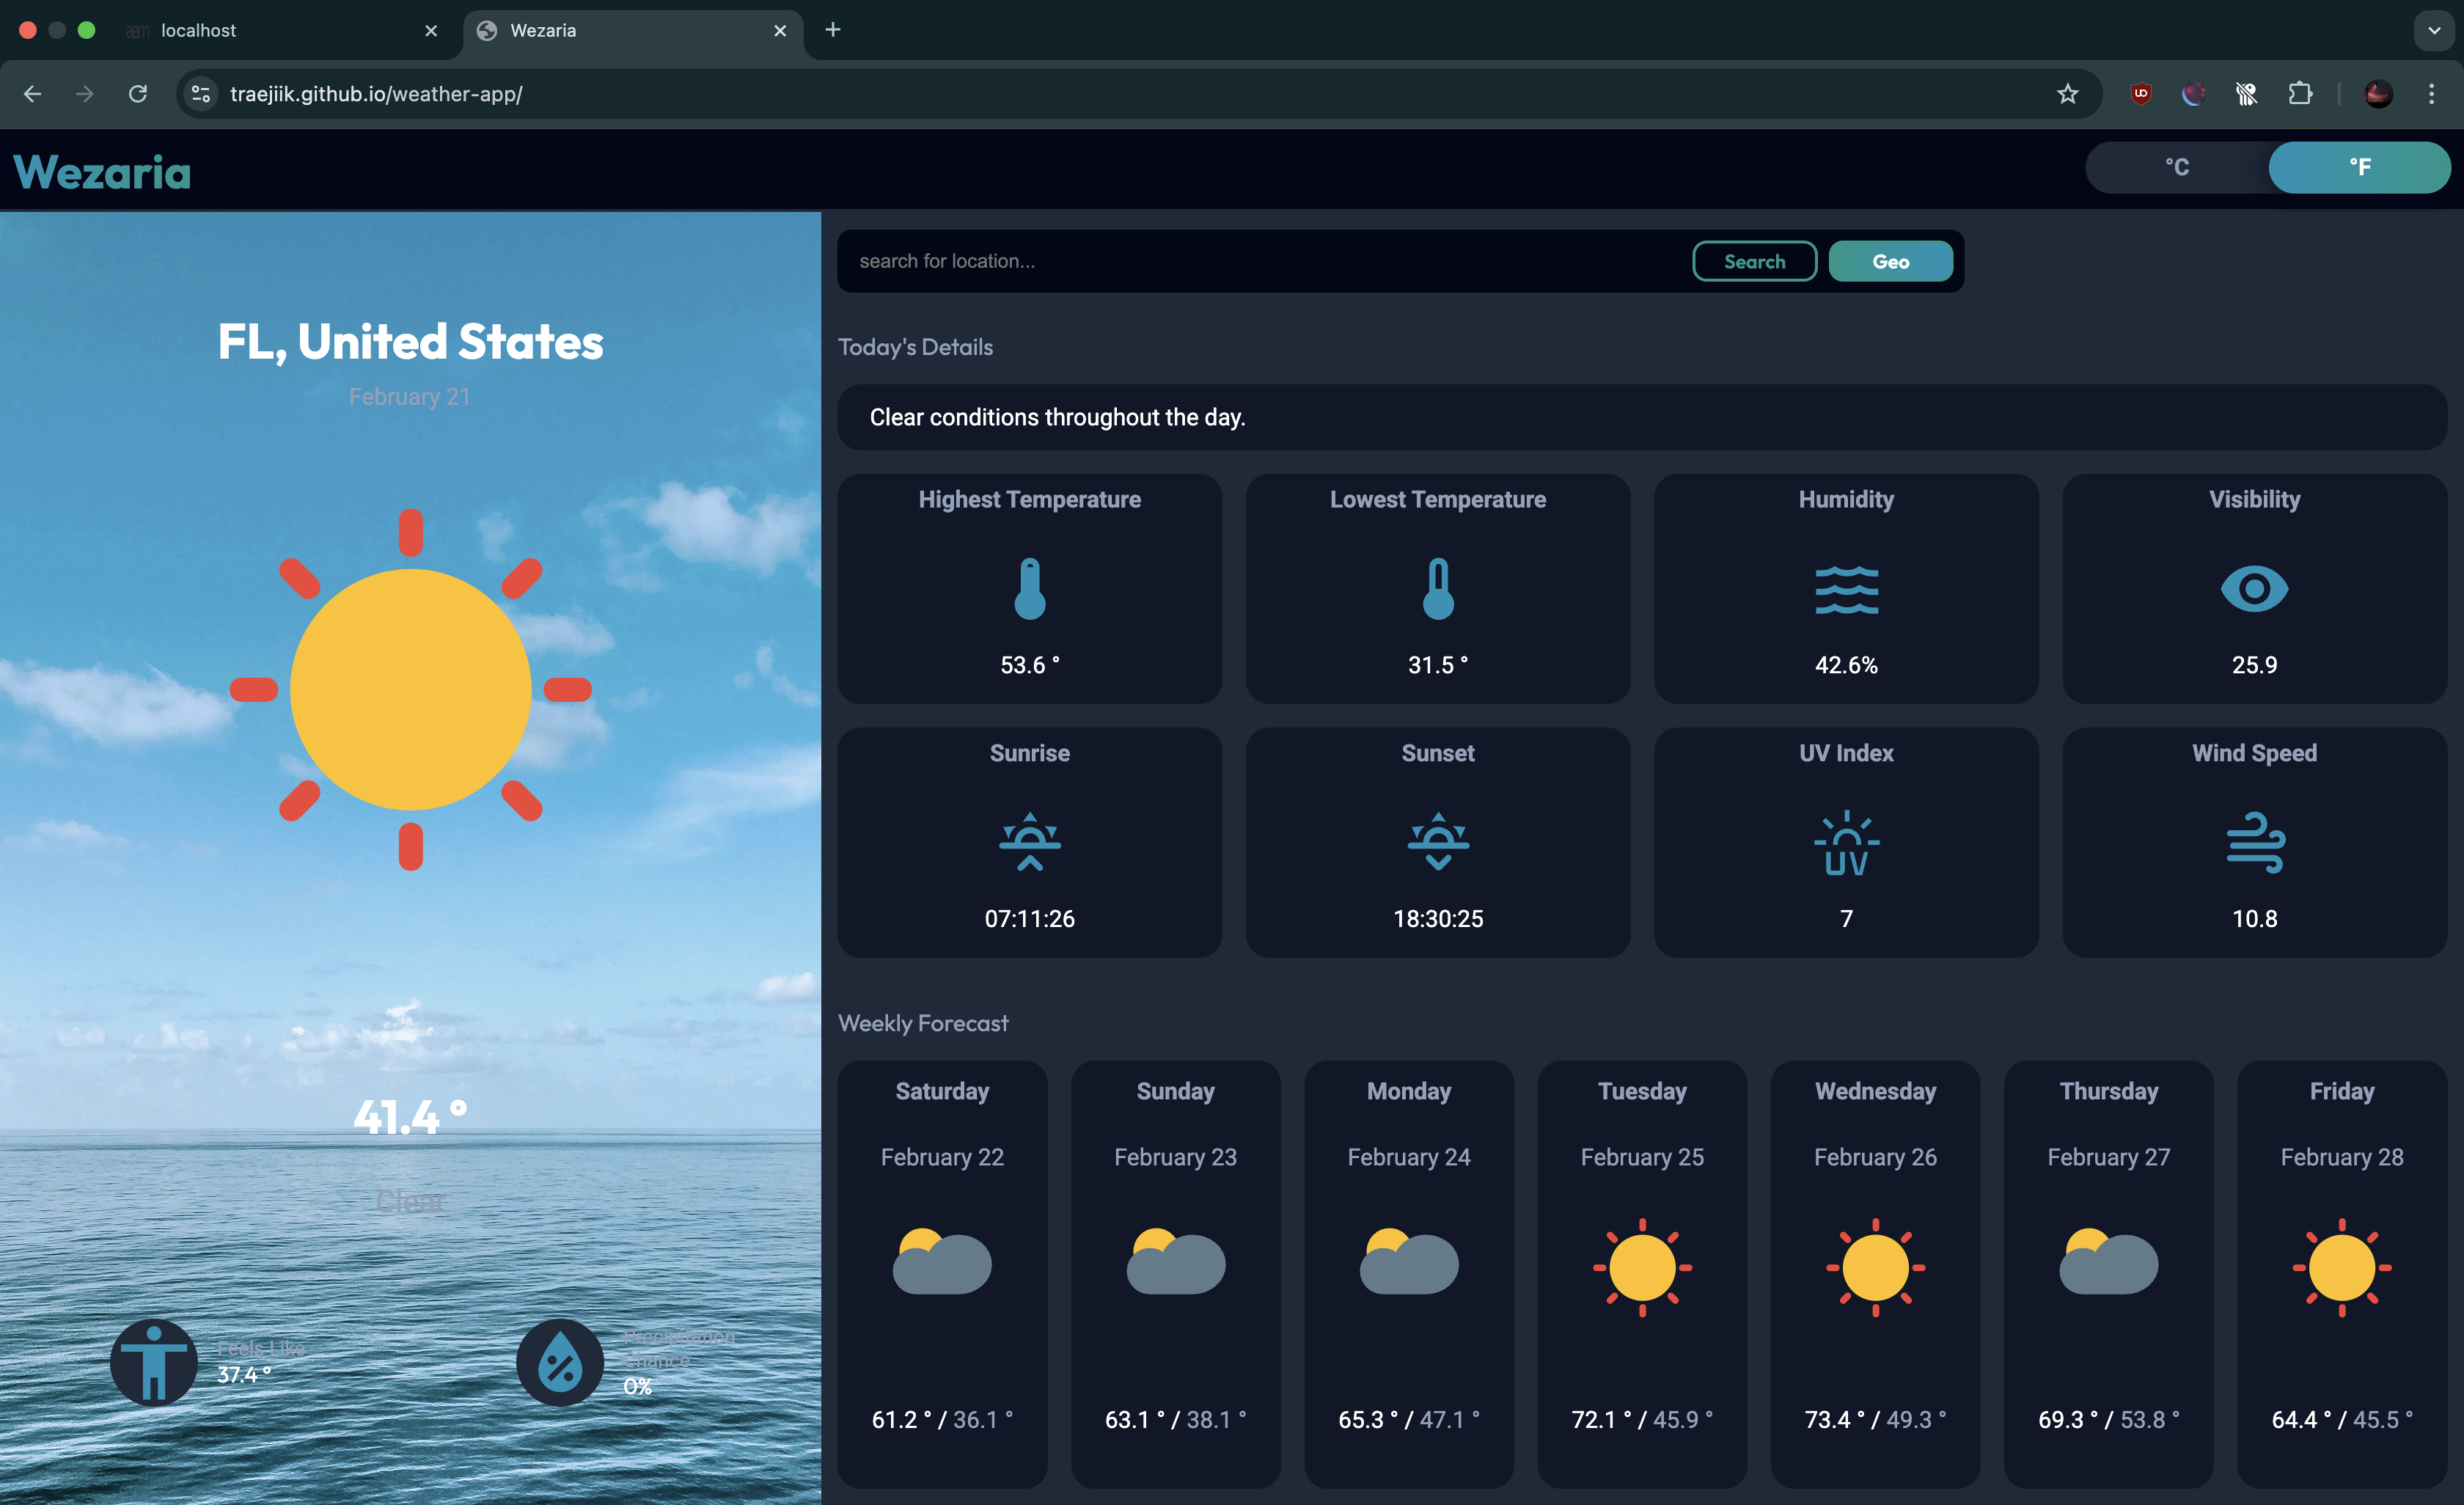 localhost
Wezaria
traejiik.github.io/weather-app/
Wezaria
°C
°F
FL, United States
February 21
41.4 °
Clear
Feels Like
37.4 °
Precipitation
Chance
0%
search for location...
Search
Geo
Today's Details
Clear conditions throughout the day.
Highest Temperature
53.6 °
Lowest Temperature
31.5 °
Humidity
42.6%
Visibility
25.9
Sunrise
07:11:26
Sunset
18:30:25
UV Index
UV
7
Wind Speed
10.8
Weekly Forecast
Saturday
February 22
61.2 ° / 36.1 °
Sunday
February 23
63.1 ° / 38.1 °
Monday
February 24
65.3 ° / 47.1 °
Tuesday
February 25
72.1 ° / 45.9 °
Wednesday
February 26
73.4 ° / 49.3 °
Thursday
February 27
69.3 ° / 53.8 °
Friday
February 28
64.4 ° / 45.5 °